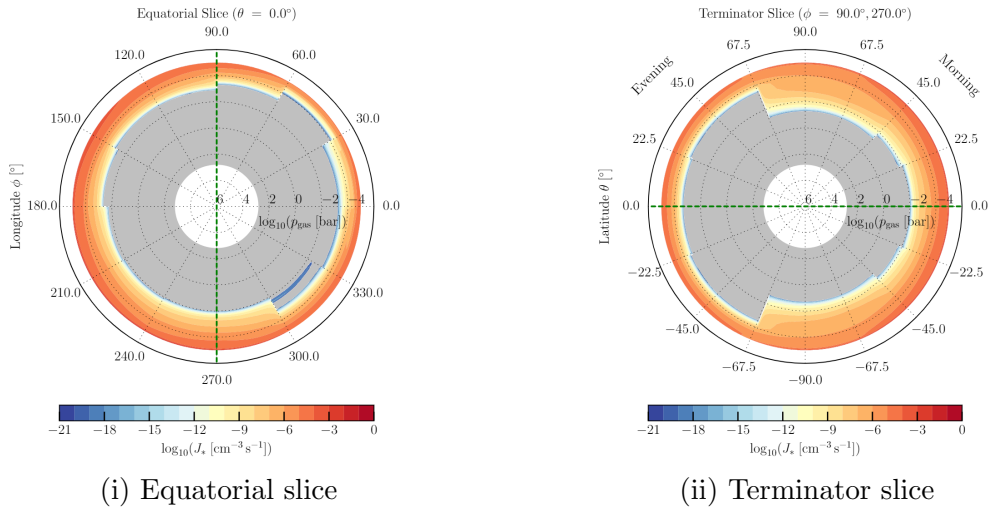 Equatorial Slice (θ = 0.0°)
90.0
60.0
30.0
0.0
330.0
300.0
270.0
240.0
210.0
180.0
150.0
120.0
Longitude ϕ [°]
6 4 2 0 −2 −4
log₁₀(p_gas [bar])
−21 −18 −15 −12 −9 −6 −3 0
log₁₀(J_* [cm⁻³ s⁻¹])
(i) Equatorial slice
Terminator Slice (ϕ = 90.0°, 270.0°)
90.0
67.5
45.0
22.5
0.0
−22.5
−45.0
−67.5
−90.0
−67.5
−45.0
−22.5
0.0
22.5
45.0
67.5
Evening
Morning
Latitude θ [°]
6 4 2 0 −2 −4
log₁₀(p_gas [bar])
−21 −18 −15 −12 −9 −6 −3 0
log₁₀(J_* [cm⁻³ s⁻¹])
(ii) Terminator slice